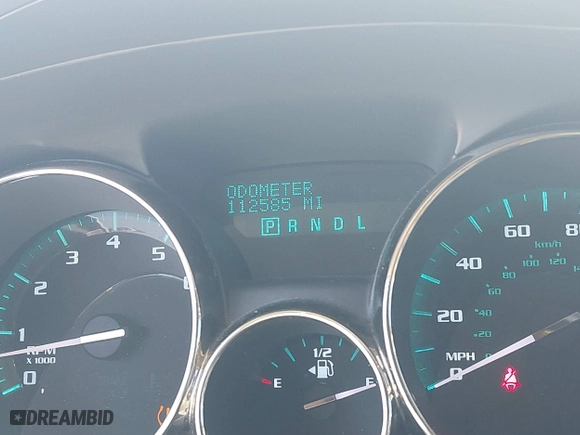 ODOMETER
112585 MI
P R N D L
0 1 2 3 4 5
RPM
x 1000
E 1/2 F
0 20 40 60 80
MPH
km/h
20 40 60 80 100 120
DREAMBID